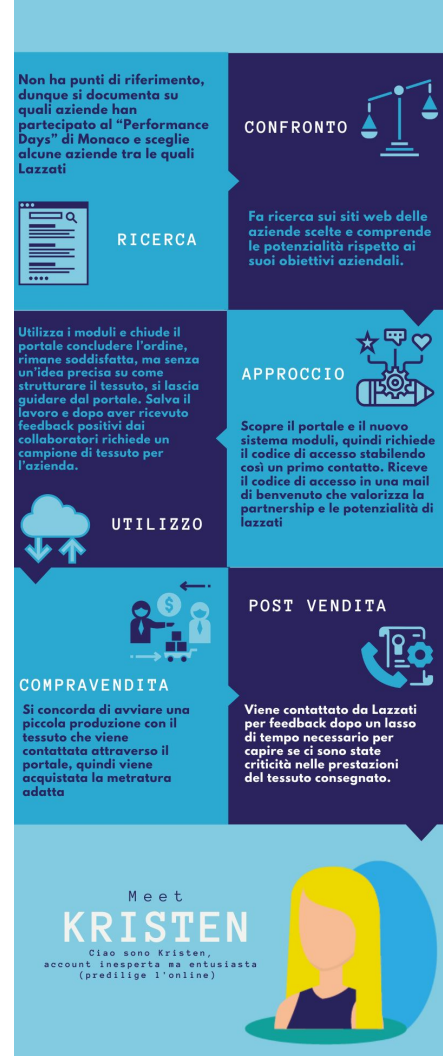 Non ha punti di riferimento,
dunque si documenta su
quali aziende han
partecipato al “Performance
Days” di Monaco e sceglie
alcune aziende tra le quali
Lazzati
RICERCA
CONFRONTO
Fa ricerca sui siti web delle
aziende scelte e comprende
le potenzialità rispetto ai
suoi obiettivi aziendali.
APPROCCIO
Scopre il portale e il nuovo
sistema moduli, quindi richiede
il codice di accesso stabilendo
così un primo contatto. Riceve
il codice di accesso in una mail
di benvenuto che valorizza la
partnership e le potenzialità di
lazzati
Utilizza i moduli e chiude il
portale concludere l’ordine,
rimane soddisfatta, ma senza
un’idea precisa su come
strutturare il tessuto, si lascia
guidare dal portale. Salva il
lavoro e dopo aver ricevuto
feedback positivi dai
collaboratori richiede un
campione di tessuto per
l’azienda.
UTILIZZO
$
COMPRAVENDITA
Si concorda di avviare una
piccola produzione con il
tessuto che viene
contattata attraverso il
portale, quindi viene
acquistata la metratura
adatta
POST VENDITA
Viene contattato da Lazzati
per feedback dopo un lasso
di tempo necessario per
capire se ci sono state
criticità nelle prestazioni
del tessuto consegnato.
Meet
KRISTEN
Ciao sono Kristen,
account inesperta ma entusiasta
(predilige l'online)